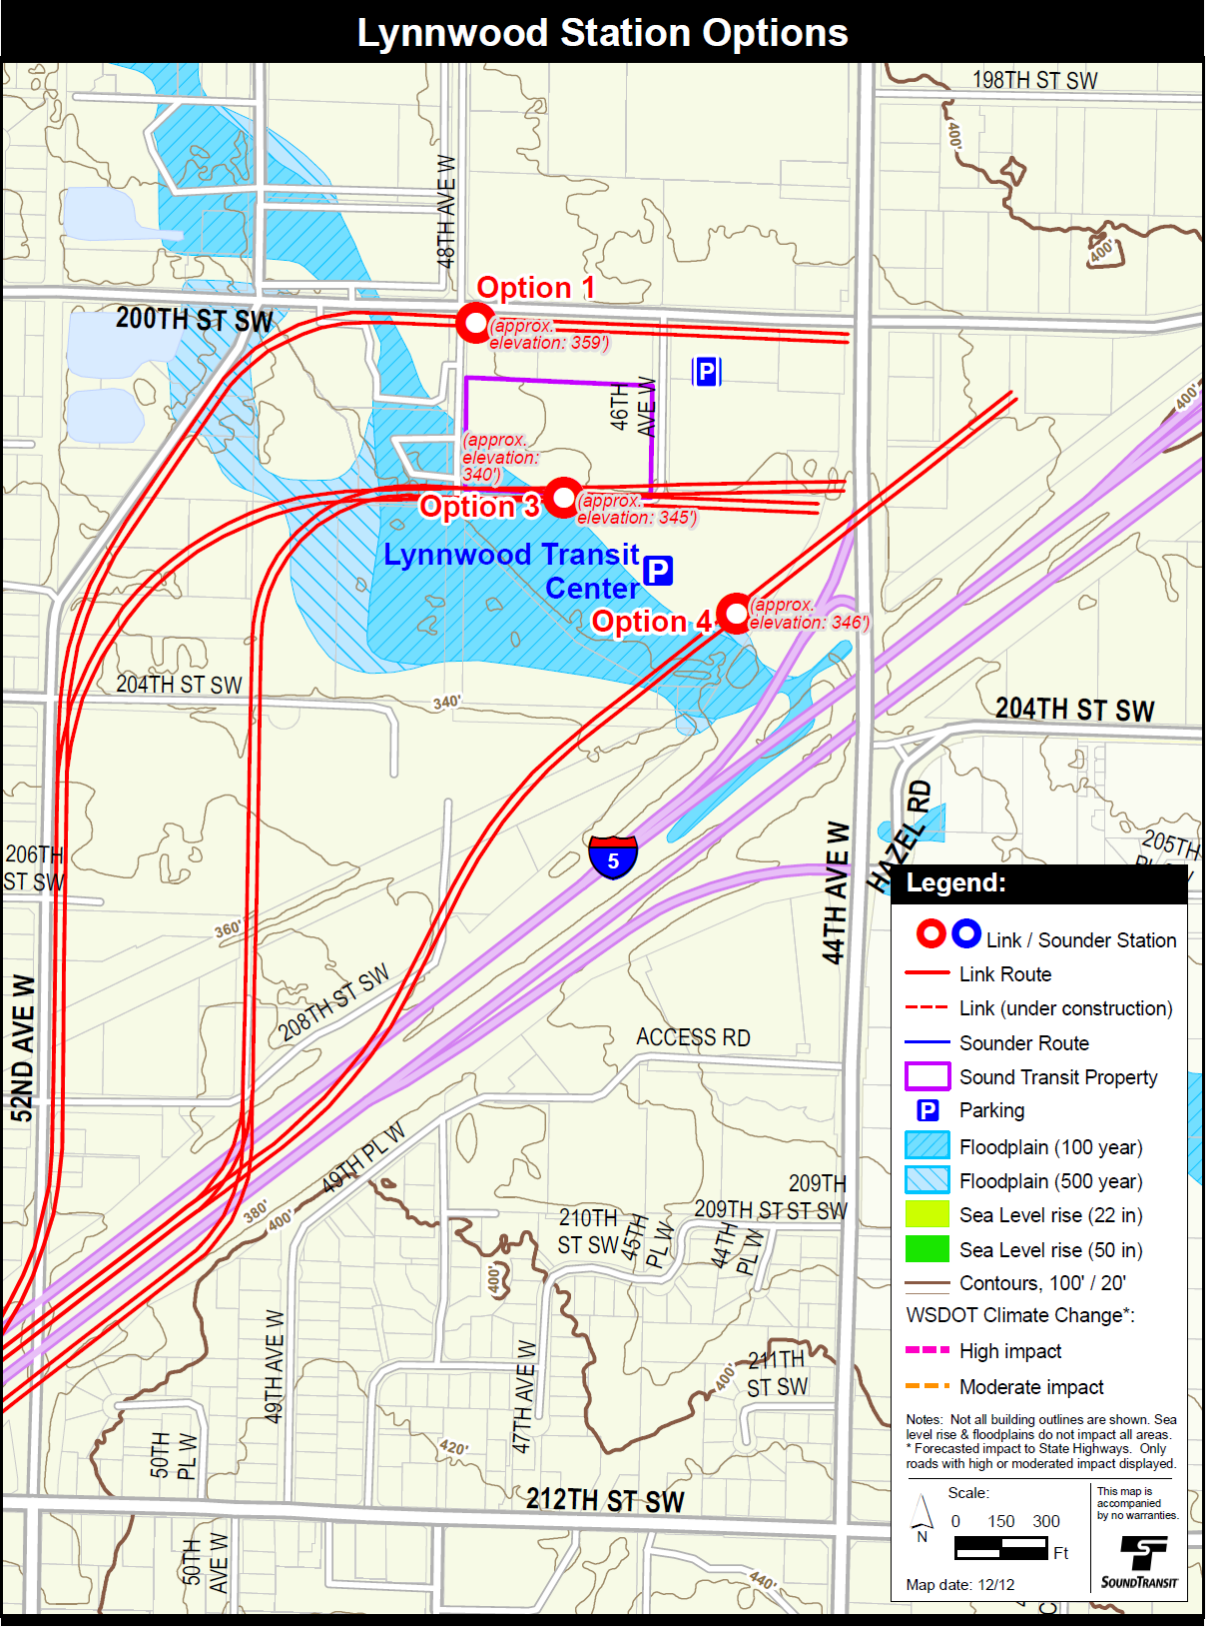 Lynnwood Station Options
198TH ST SW
400'
400'
48TH AVE W
Option 1
200TH ST SW
(approx.
elevation: 359')
P
46TH
AVE W
400'
(approx.
elevation:
340')
Option 3
(approx.
elevation: 345')
Lynnwood Transit
Center
P
Option 4
(approx.
elevation: 346')
204TH ST SW
340'
204TH ST SW
HAZEL RD
5
44TH AVE W
205TH
206TH
ST SW
360'
208TH ST SW
52ND AVE W
ACCESS RD
49TH PL W
380'
400'
209TH
ST SW
209TH ST SW
210TH
ST SW
45TH
PL W
44TH
PL W
400'
49TH AVE W
47TH AVE W
211TH
ST SW
400'
420'
50TH
PL W
212TH ST SW
50TH
AVE W
440'
Legend:
Link / Sounder Station
Link Route
Link (under construction)
Sounder Route
Sound Transit Property
P
Parking
Floodplain (100 year)
Floodplain (500 year)
Sea Level rise (22 in)
Sea Level rise (50 in)
Contours, 100' / 20'
WSDOT Climate Change*:
High impact
Moderate impact
Notes: Not all building outlines are shown. Sea
level rise & floodplains do not impact all areas.
* Forecasted impact to State Highways. Only
roads with high or moderated impact displayed.
Scale:
0 150 300
Ft
N
Map date: 12/12
This map is
accompanied
by no warranties.
SOUNDTRANSIT